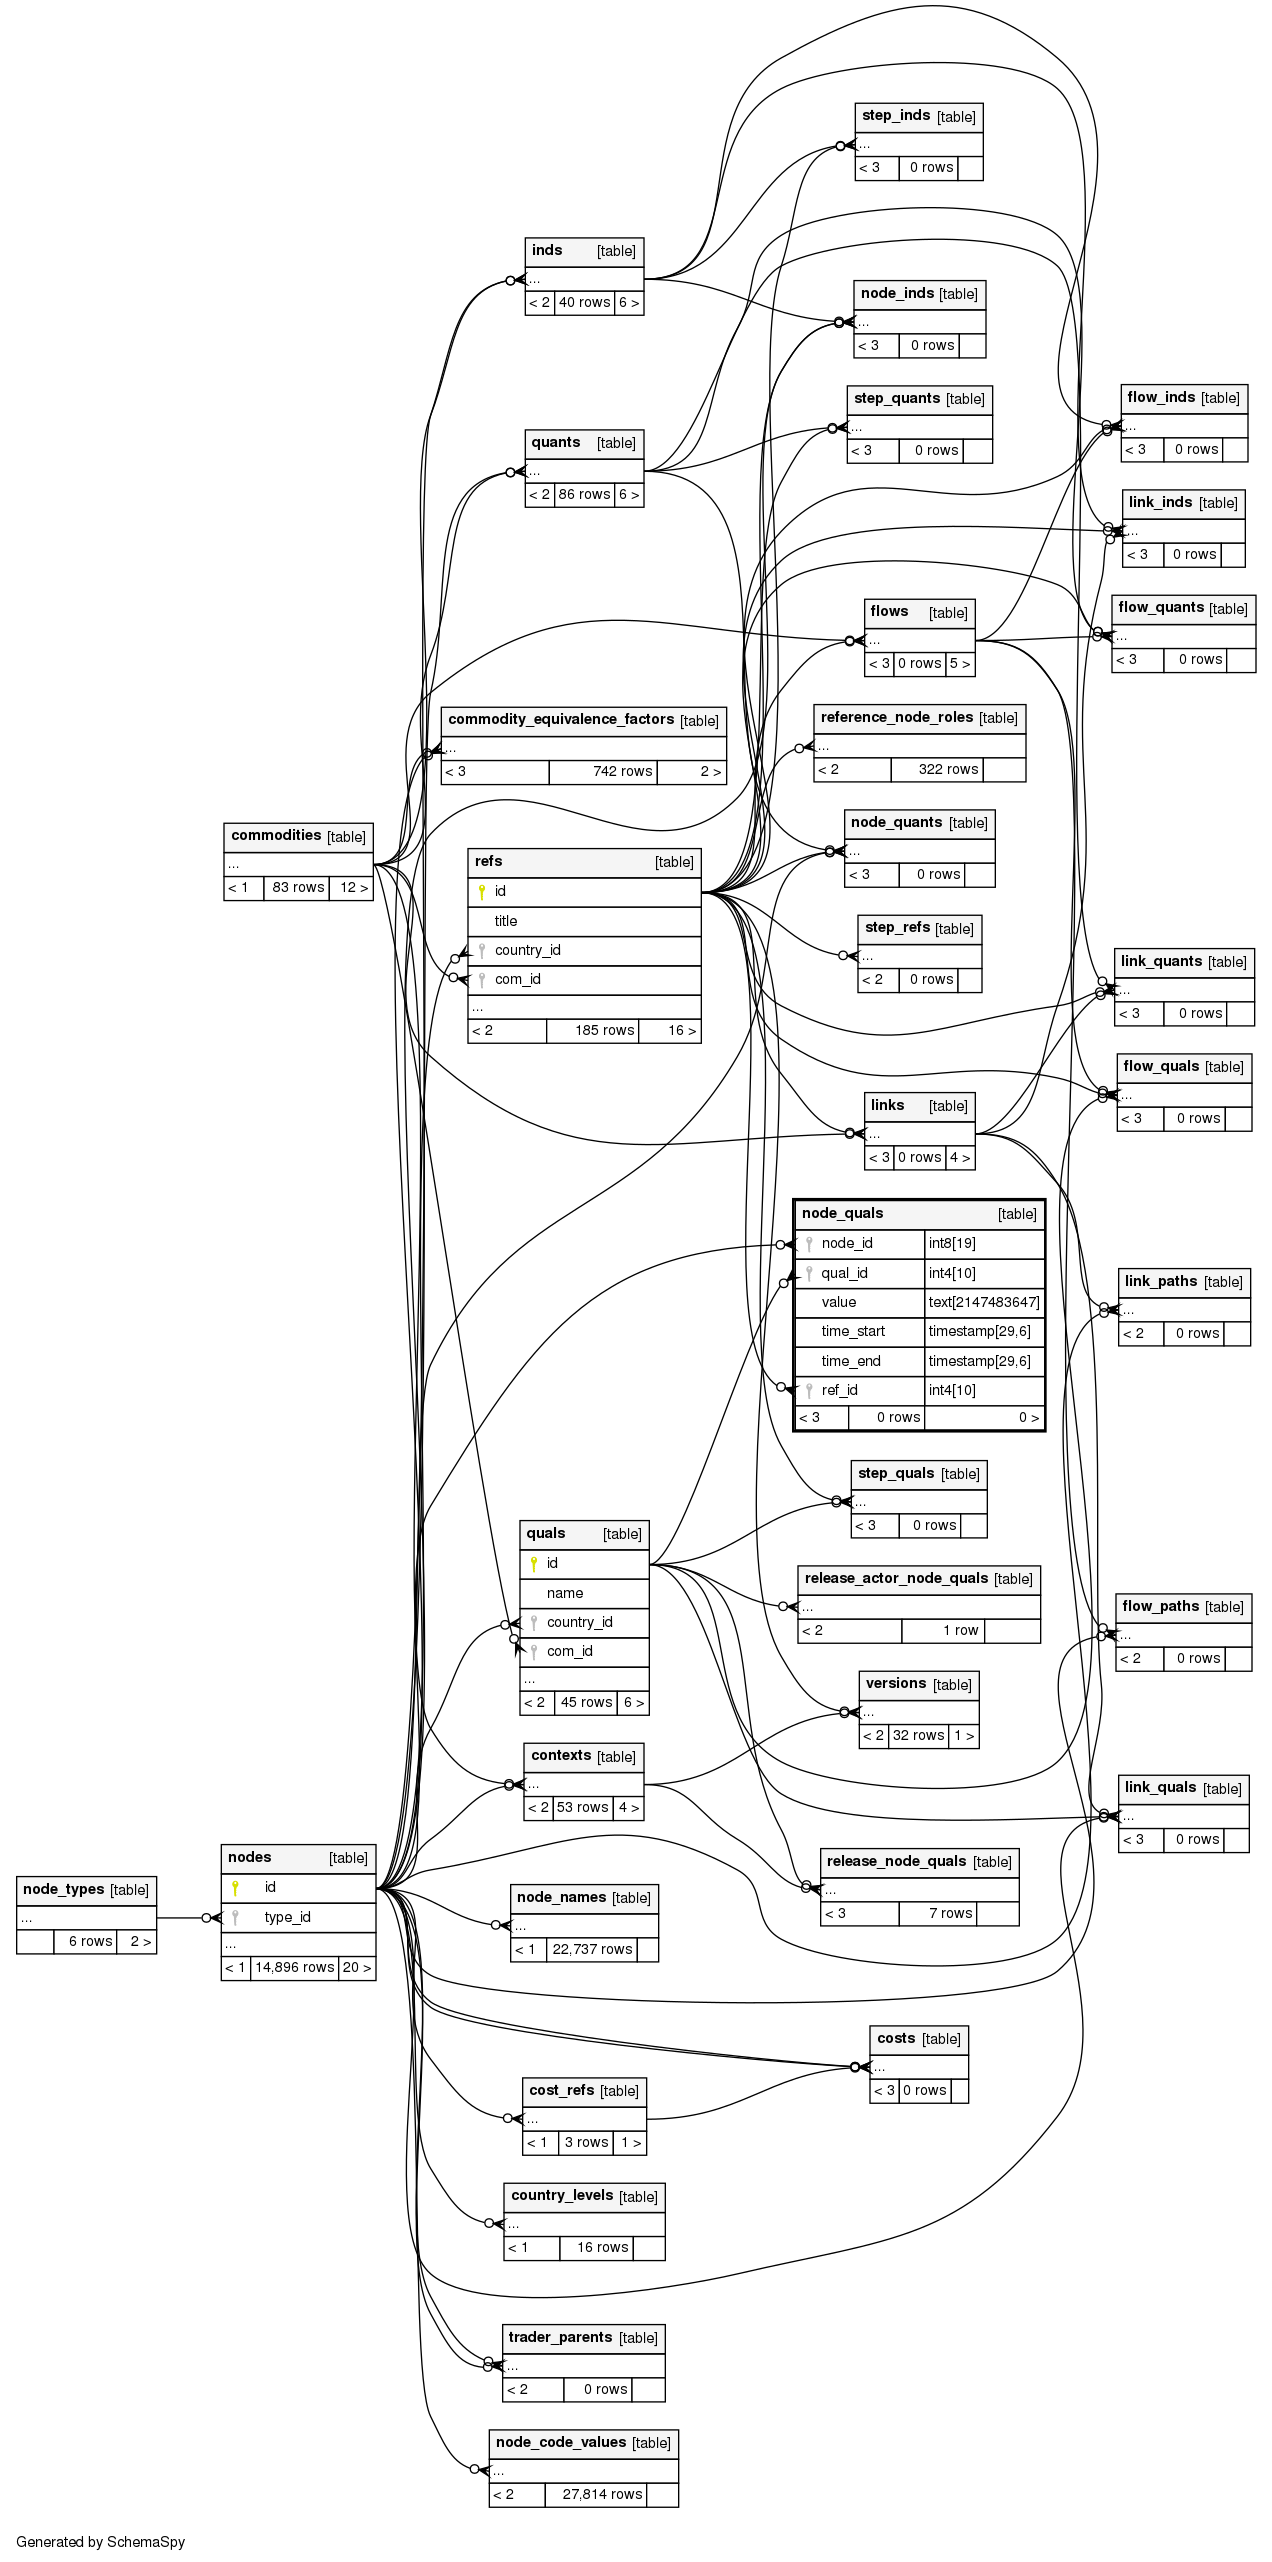 step_inds [table]
...
< 3 0 rows
inds [table]
...
< 2 40 rows 6 >
node_inds [table]
...
< 3 0 rows
step_quants [table]
...
< 3 0 rows
flow_inds [table]
...
< 3 0 rows
quants [table]
...
< 2 86 rows 6 >
link_inds [table]
...
< 3 0 rows
flows [table]
...
< 3 0 rows 5 >
flow_quants [table]
...
< 3 0 rows
commodity_equivalence_factors [table]
...
< 3 742 rows 2 >
reference_node_roles [table]
...
< 2 322 rows
commodities [table]
...
< 1 83 rows 12 >
node_quants [table]
...
< 3 0 rows
refs [table]
id
title
country_id
com_id
...
< 2 185 rows 16 >
step_refs [table]
...
< 2 0 rows
link_quants [table]
...
< 3 0 rows
flow_quals [table]
...
< 3 0 rows
links [table]
...
< 3 0 rows 4 >
node_quals [table]
node_id int8[19]
qual_id int4[10]
value text[2147483647]
time_start timestamp[29,6]
time_end timestamp[29,6]
ref_id int4[10]
< 3 0 rows 0 >
link_paths [table]
...
< 2 0 rows
step_quals [table]
...
< 3 0 rows
quals [table]
id
name
country_id
com_id
...
< 2 45 rows 6 >
release_actor_node_quals [table]
...
< 2 1 row
flow_paths [table]
...
< 2 0 rows
versions [table]
...
< 2 32 rows 1 >
contexts [table]
...
< 2 53 rows 4 >
link_quals [table]
...
< 3 0 rows
nodes [table]
id
type_id
...
< 1 14,896 rows 20 >
release_node_quals [table]
...
< 3 7 rows
node_types [table]
...
6 rows 2 >
node_names [table]
...
< 1 22,737 rows
costs [table]
...
< 3 0 rows
cost_refs [table]
...
< 1 3 rows 1 >
country_levels [table]
...
< 1 16 rows
trader_parents [table]
...
< 2 0 rows
node_code_values [table]
...
< 2 27,814 rows
Generated by SchemaSpy